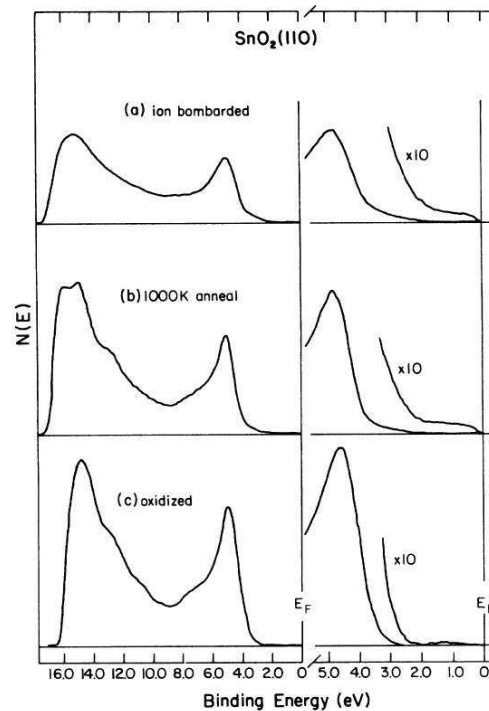 SnO₂(110)
(a) ion bombarded
x10
(b) 1000K anneal
x10
(c) oxidized
x10
N(E)
E_F
16.0 14.0 12.0 10.0 8.0 6.0 4.0 2.0 0
5.0 4.0 3.0 2.0 1.0 0
Binding Energy (eV)